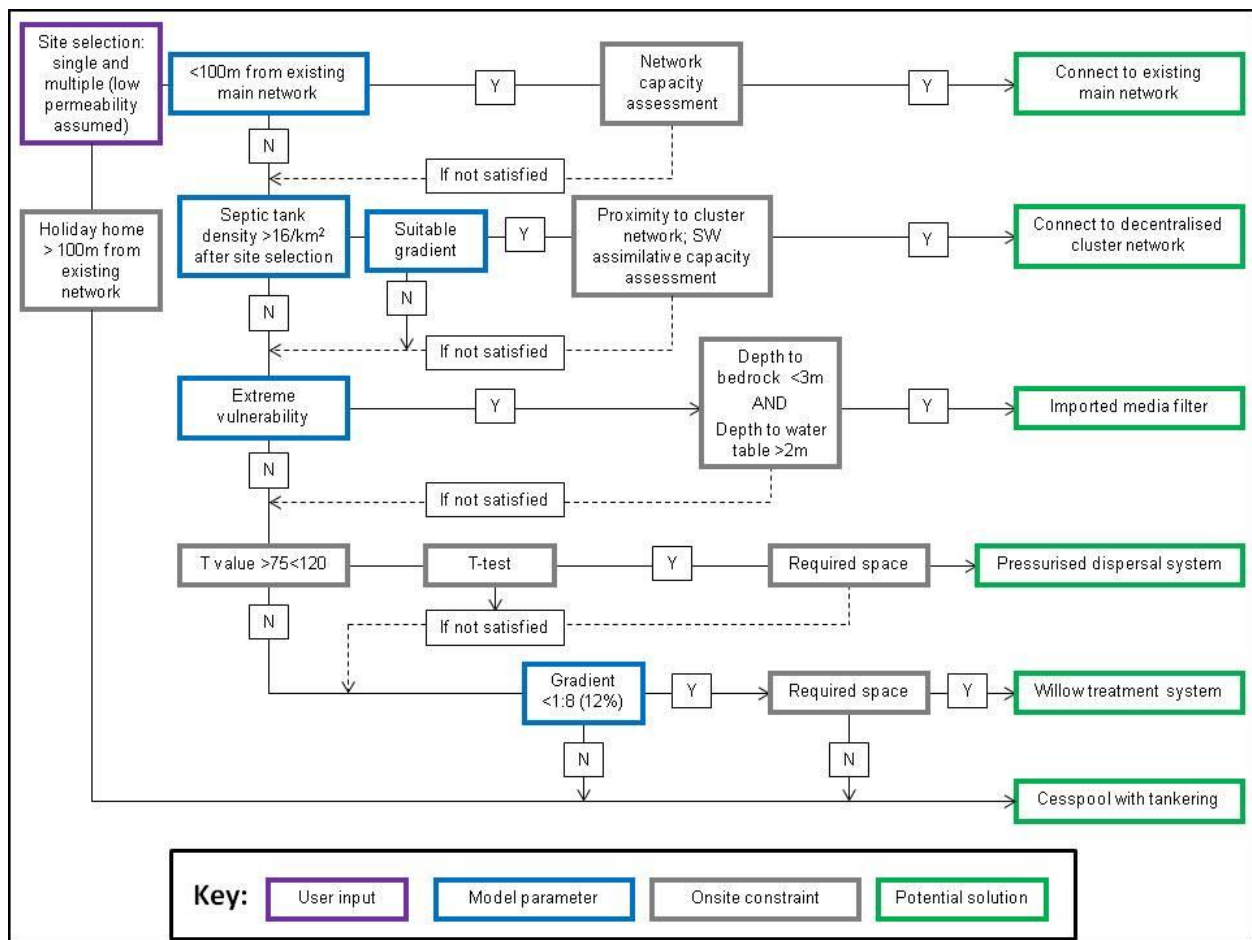 Site selection:
single and
multiple (low
permeability
assumed)
<100m from existing
main network
Y
Network
capacity
assessment
Y
Connect to existing
main network
N
If not satisfied
Holiday home
> 100m from
existing
network
Septic tank
density >16/km²
after site selection
Suitable
gradient
Y
Proximity to cluster
network; SW
assimilative capacity
assessment
Y
Connect to decentralised
cluster network
N
N
If not satisfied
Extreme
vulnerability
Y
Depth to
bedrock <3m
AND
Depth to water
table >2m
Y
Imported media filter
N
If not satisfied
T value >75<120
T-test
Y
Required space
Pressurised dispersal system
N
If not satisfied
Gradient
<1:8 (12%)
Y
Required space
Y
Willow treatment system
N
N
Cesspool with tankering
Key:
User input
Model parameter
Onsite constraint
Potential solution